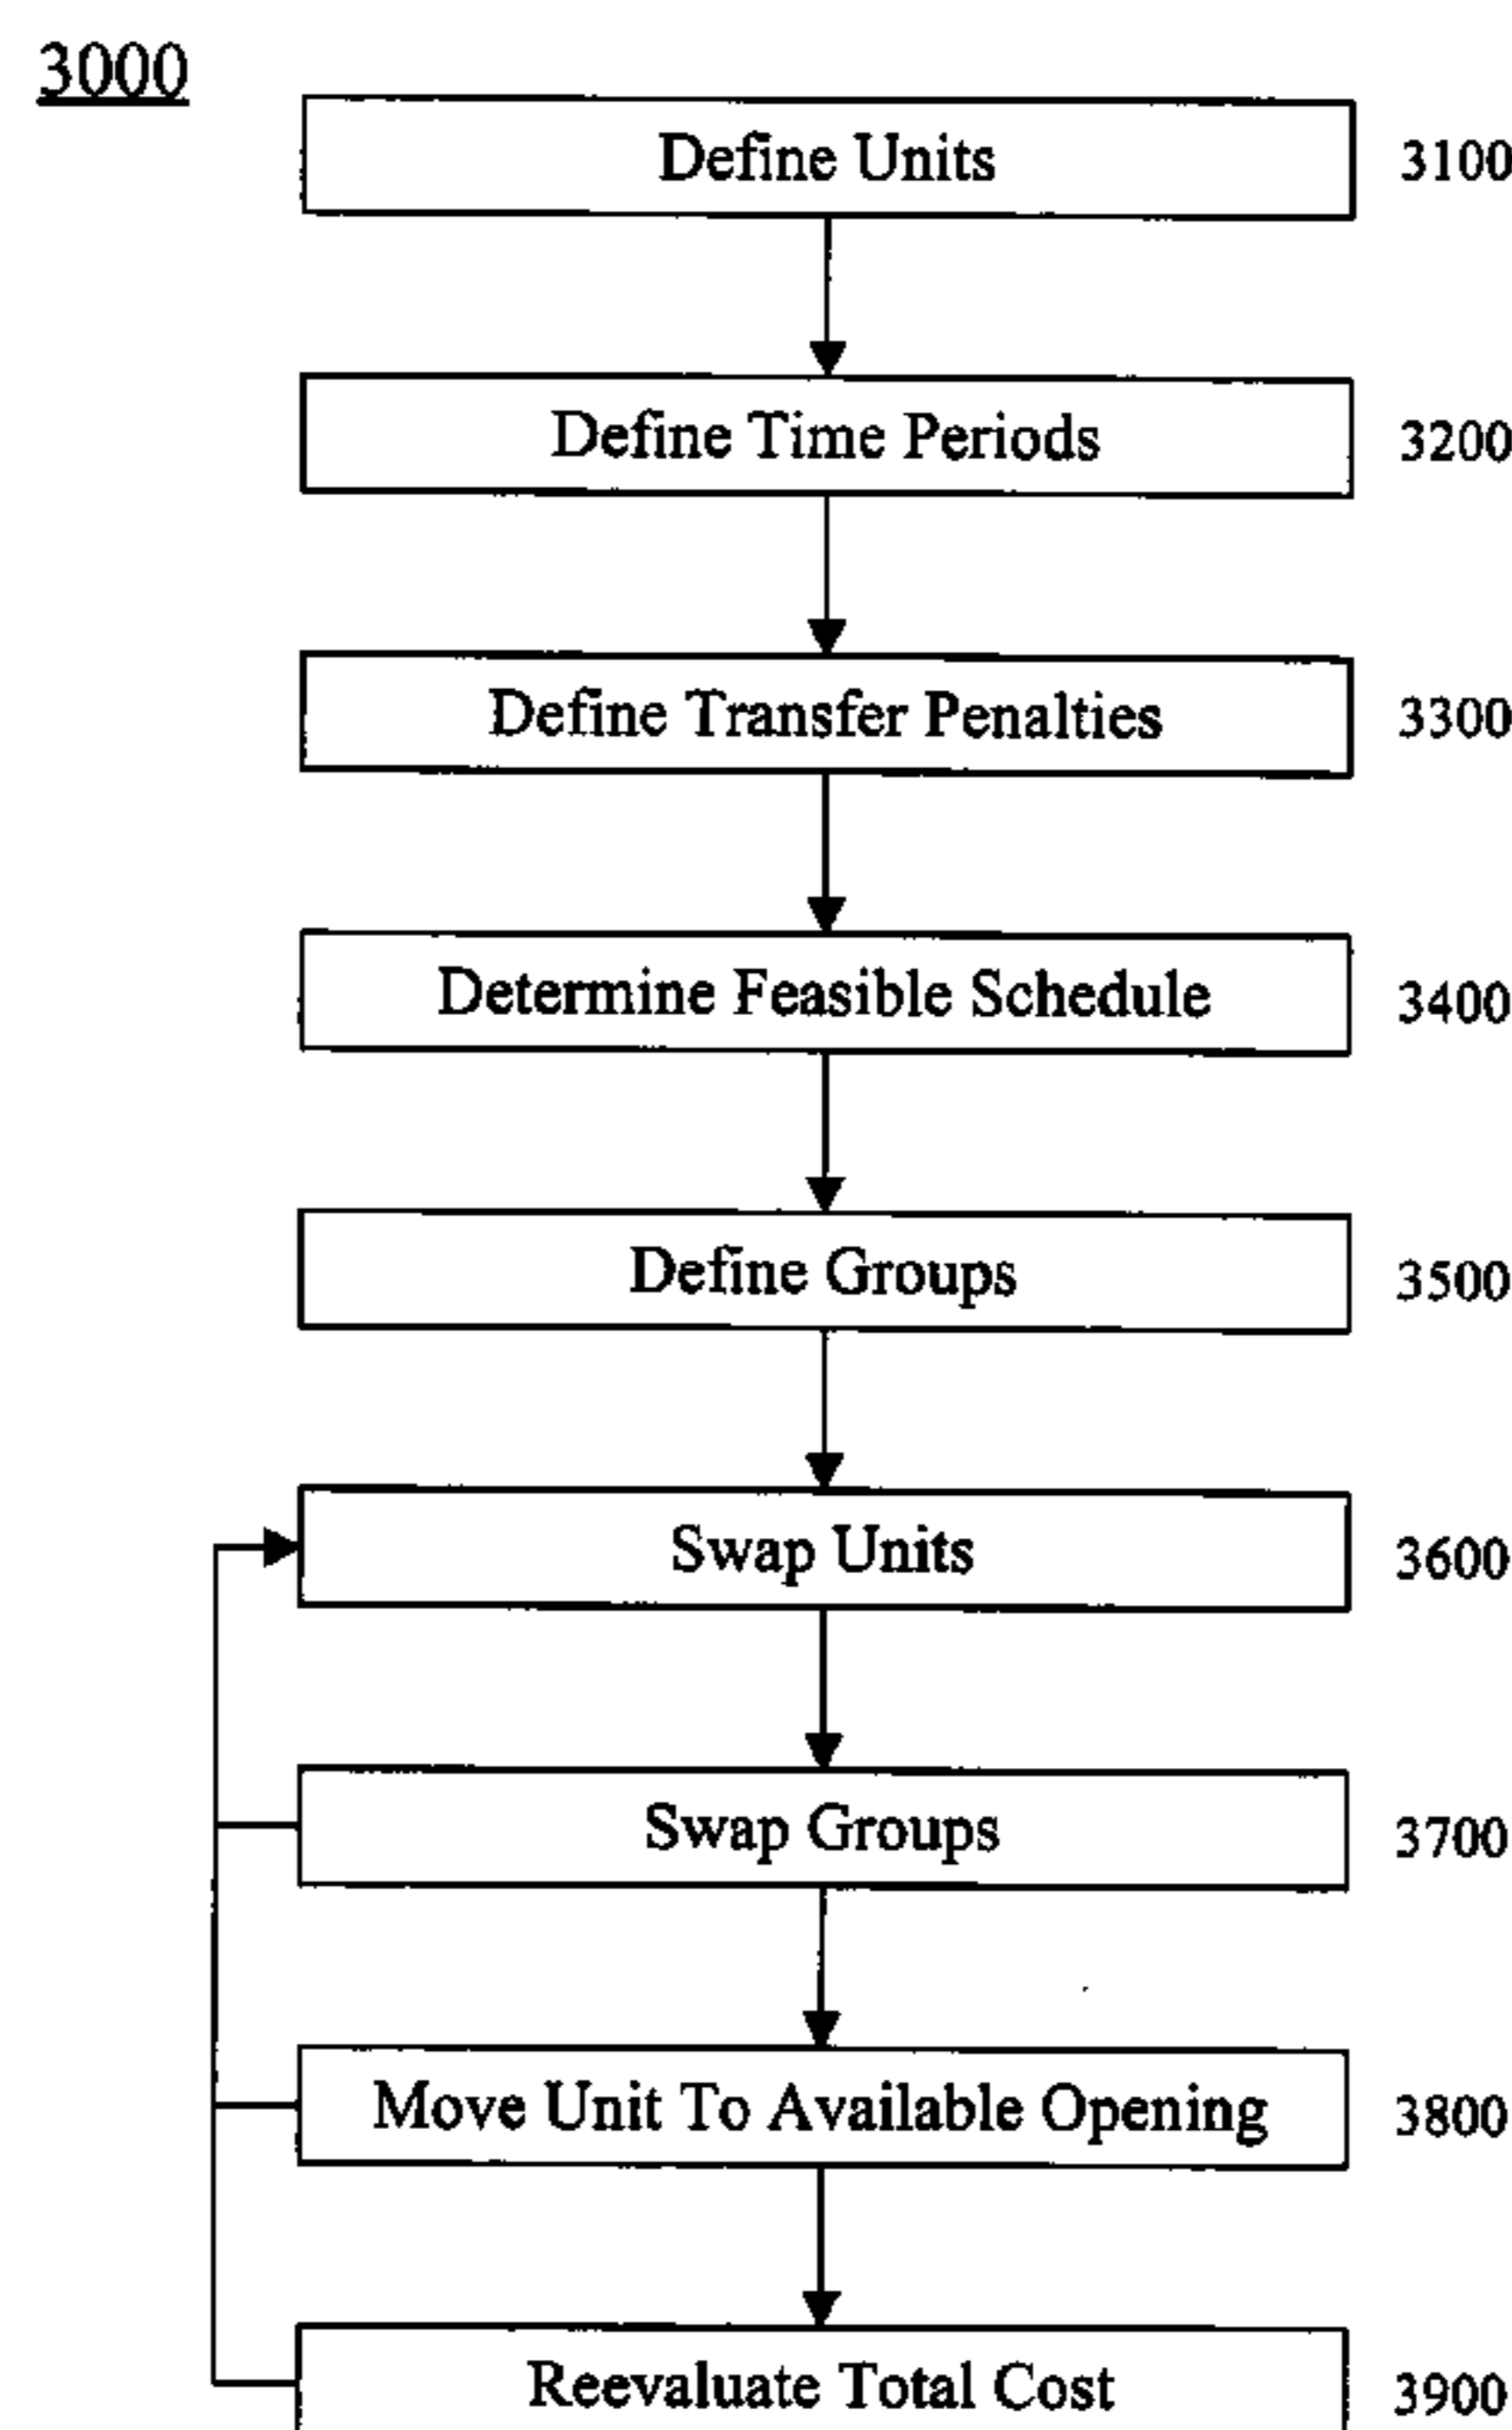 3000
Define Units 3100
Define Time Periods 3200
Define Transfer Penalties 3300
Determine Feasible Schedule 3400
Define Groups 3500
Swap Units 3600
Swap Groups 3700
Move Unit To Available Opening 3800
Reevaluate Total Cost 3900